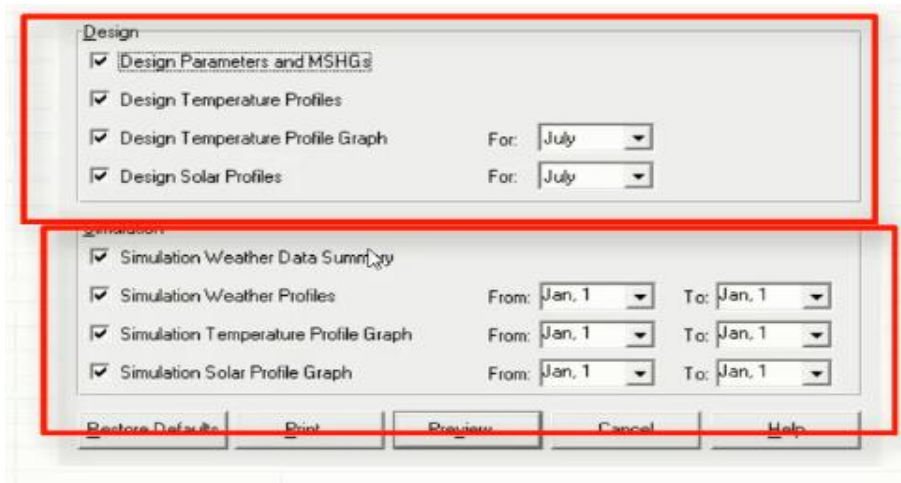 Design
Design Parameters and MSHGs
Design Temperature Profiles
Design Temperature Profile Graph For: July
Design Solar Profiles For: July
Simulation
Simulation Weather Data Summary
Simulation Weather Profiles From: Jan, 1 To: Jan, 1
Simulation Temperature Profile Graph From: Jan, 1 To: Jan, 1
Simulation Solar Profile Graph From: Jan, 1 To: Jan, 1
Restore Defaults Print Preview Cancel Help